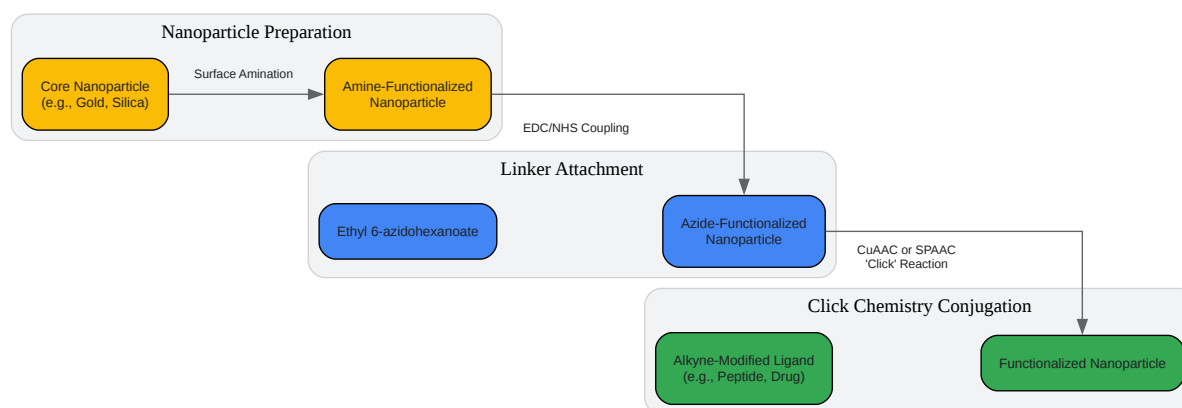 Nanoparticle Preparation
Core Nanoparticle
(e.g., Gold, Silica)
Surface Amination
Amine-Functionalized
Nanoparticle
EDC/NHS Coupling
Linker Attachment
Ethyl 6-azidohexanoate
Azide-Functionalized
Nanoparticle
CuAAC or SPAAC
'Click' Reaction
Click Chemistry Conjugation
Alkyne-Modified Ligand
(e.g., Peptide, Drug)
Functionalized Nanoparticle